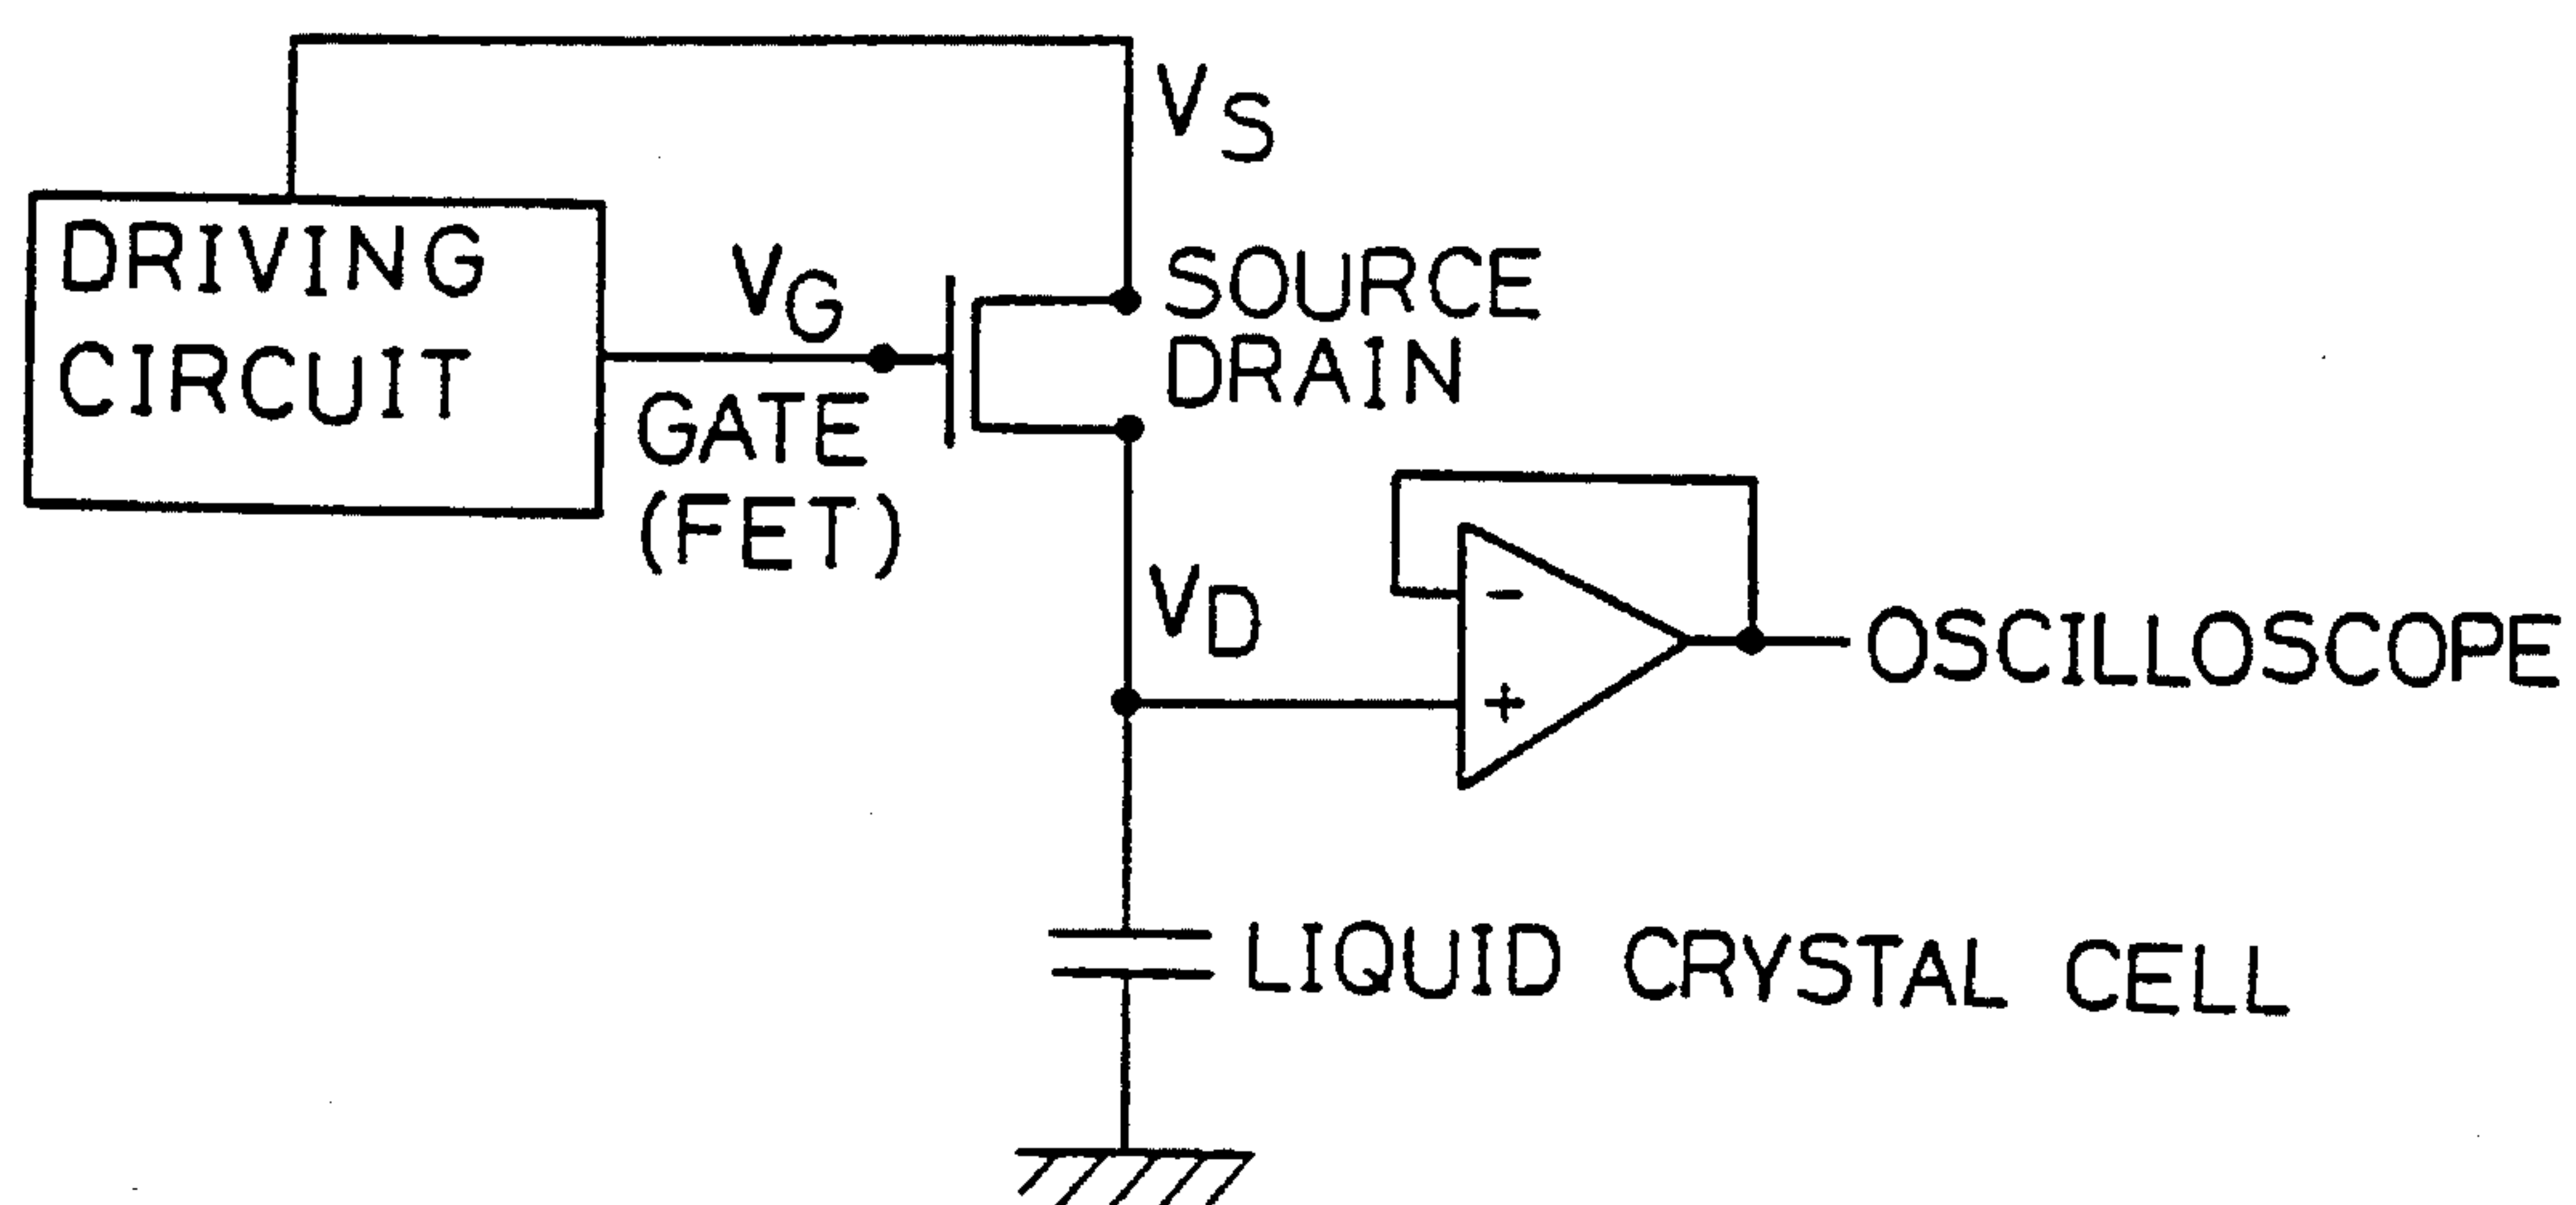 VS
DRIVING
CIRCUIT
VG
SOURCE
DRAIN
GATE
(FET)
VD
-
+
OSCILLOSCOPE
LIQUID CRYSTAL CELL